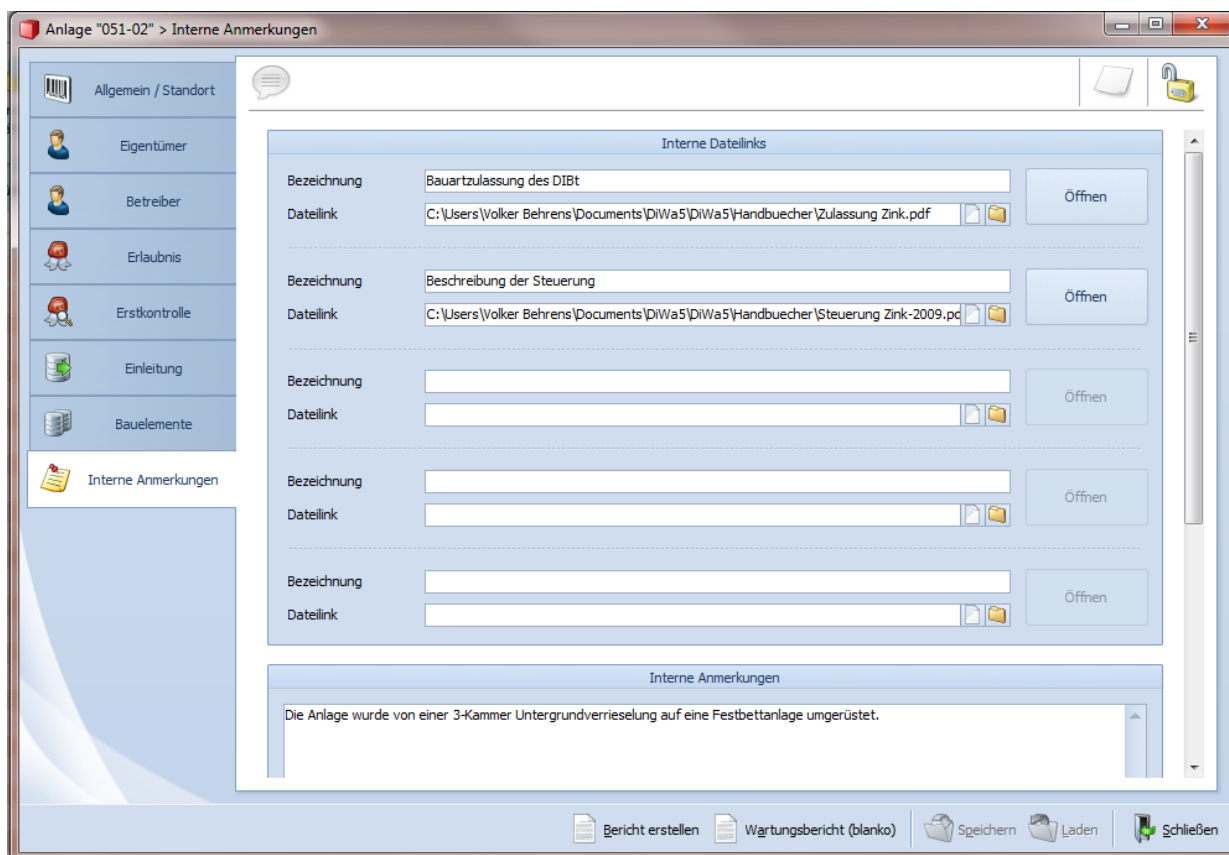 Anlage "051-02" > Interne Anmerkungen
Allgemein / Standort
Eigentümer
Betreiber
Erlaubnis
Erstkontrolle
Einleitung
Bauelemente
Interne Anmerkungen
Interne Dateilinks
Bezeichnung Bauartzulassung des DIBt
Öffnen
Dateilink C:\Users\Volker Behrens\Documents\DiWa5\DiWa5\Handbuecher\Zulassung Zink.pdf
Bezeichnung Beschreibung der Steuerung
Öffnen
Dateilink C:\Users\Volker Behrens\Documents\DiWa5\DiWa5\Handbuecher\Steuerung Zink-2009.pd
Bezeichnung
Öffnen
Dateilink
Bezeichnung
Öffnen
Dateilink
Bezeichnung
Öffnen
Dateilink
Interne Anmerkungen
Die Anlage wurde von einer 3-Kammer Untergrundverrieselung auf eine Festbettanlage umgerüstet.
Bericht erstellen Wartungsbericht (blanko) Speichern Laden Schließen